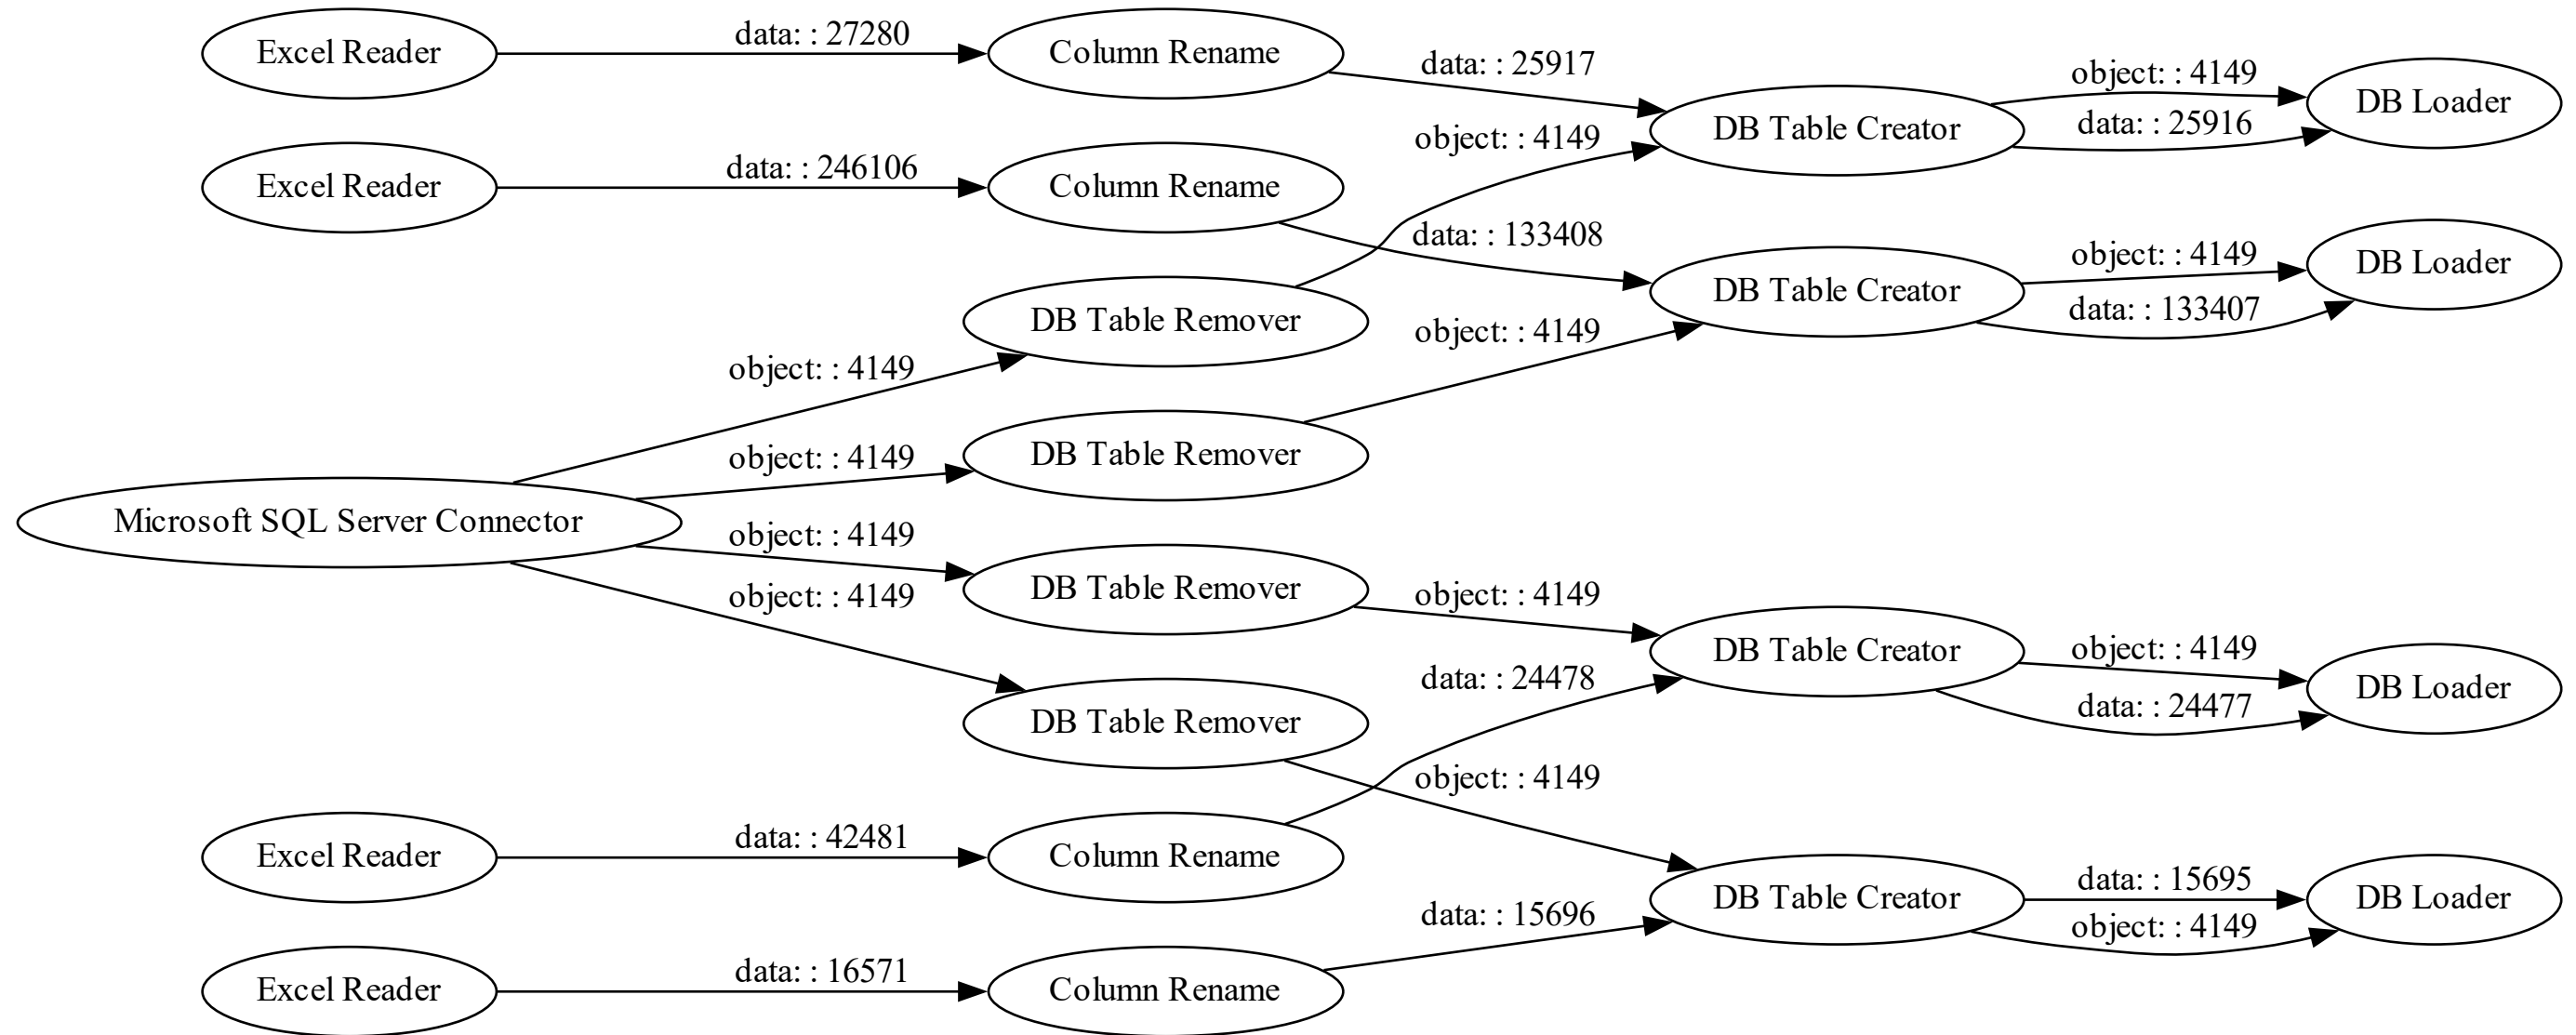 Excel Reader
data: : 27280
Column Rename
data: : 25917
DB Table Creator
object: : 4149
data: : 25916
DB Loader
Excel Reader
data: : 246106
Column Rename
object: : 4149
data: : 133408
DB Table Creator
object: : 4149
data: : 133407
DB Loader
DB Table Remover
object: : 4149
object: : 4149
DB Table Remover
object: : 4149
Microsoft SQL Server Connector
object: : 4149
DB Table Remover
object: : 4149
object: : 4149
DB Table Remover
DB Table Creator
data: : 24478
object: : 4149
data: : 24477
DB Loader
object: : 4149
Excel Reader
data: : 42481
Column Rename
DB Table Creator
data: : 15695
object: : 4149
DB Loader
data: : 15696
Excel Reader
data: : 16571
Column Rename